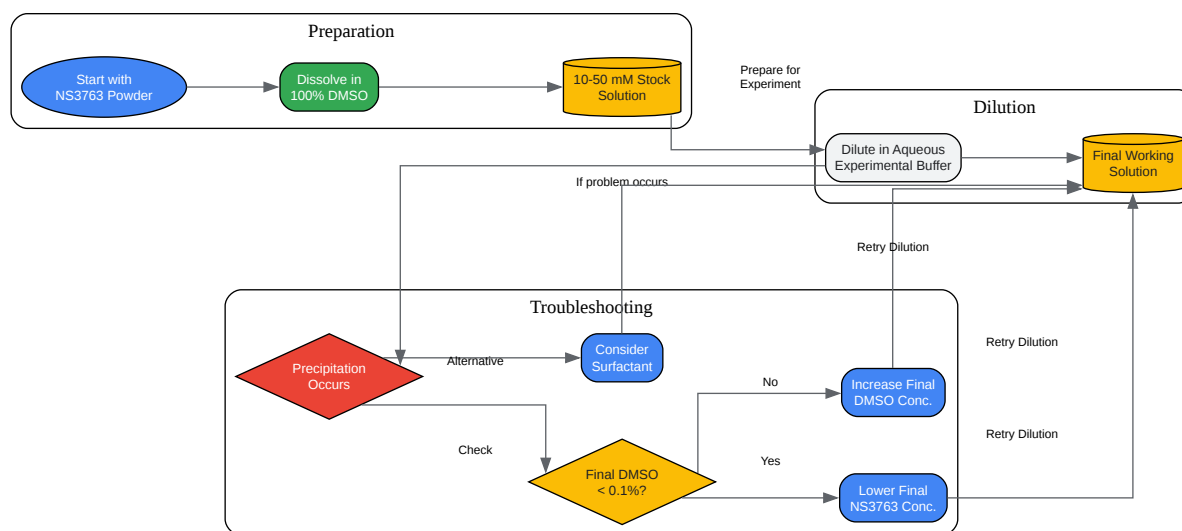 Preparation
Start with
NS3763 Powder
Dissolve in
100% DMSO
10-50 mM Stock
Solution
Prepare for
Experiment
Dilution
Dilute in Aqueous
Experimental Buffer
Final Working
Solution
If problem occurs
Retry Dilution
Troubleshooting
Precipitation
Occurs
Alternative
Consider
Surfactant
Retry Dilution
No
Increase Final
DMSO Conc.
Check
Final DMSO
< 0.1%?
Yes
Lower Final
NS3763 Conc.
Retry Dilution